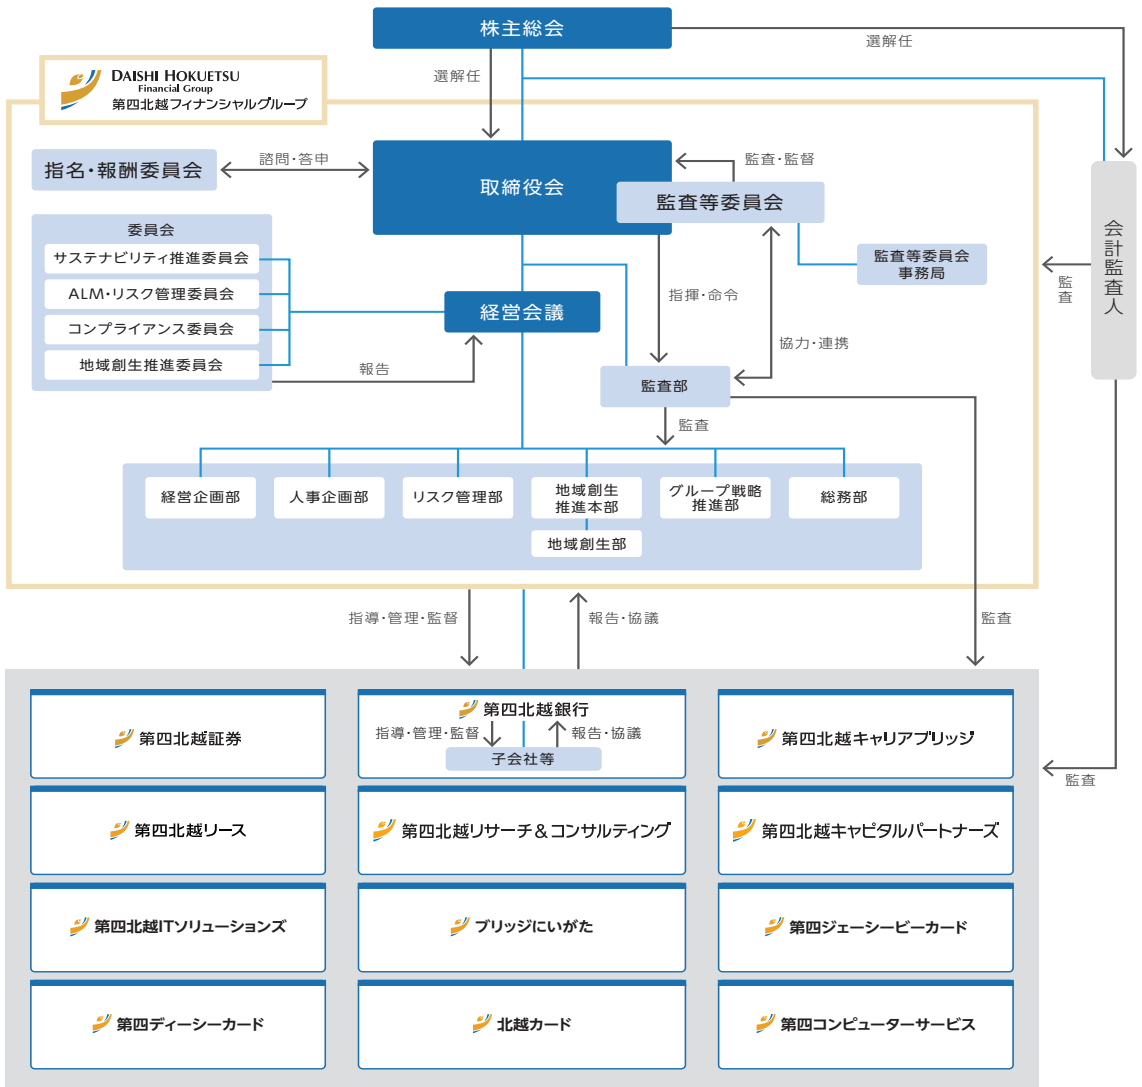 株主総会
選解任
選解任
DAISHI HOKUETSU
Financial Group
第四北越フィナンシャルグループ
指名・報酬委員会
諮問・答申
取締役会
監査・監督
監査等委員会
監査等委員会
事務局
会計監査人
監査
委員会
サステナビリティ推進委員会
ALM・リスク管理委員会
コンプライアンス委員会
地域創生推進委員会
報告
経営会議
指揮・命令
協力・連携
監査部
監査
経営企画部
人事企画部
リスク管理部
地域創生
推進本部
地域創生部
グループ戦略
推進部
総務部
指導・管理・監督
報告・協議
監査
監査
第四北越証券
第四北越銀行
指導・管理・監督
報告・協議
子会社等
第四北越キャリアブリッジ
第四北越リース
第四北越リサーチ&コンサルティング
第四北越キャピタルパートナーズ
第四北越ITソリューションズ
ブリッジにいがた
第四ジェーシービーカード
第四ディーシーカード
北越カード
第四コンピューターサービス